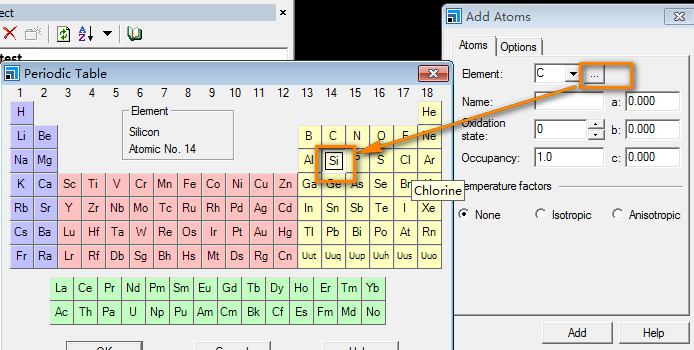 ect
test
Periodic Table
1 2 3 4 5 6 7 8 9 10 11 12 13 14 15 16 17 18
H He
Element
Silicon
Atomic No. 14
Li Be B C N O F Ne
Na Mg Al Si P S Cl Ar
K Ca Sc Ti V Cr Mn Fe Co Ni Cu Zn Ga Ge As Se Br
Chlorine
Rb Sr Y Zr Nb Mo Tc Ru Rh Pd Ag Cd In Sn Sb Te I Xe
Cs Ba Lu Hf Ta W Re Os Ir Pt Au Hg Tl Pb Bi Po At Rn
Fr Ra Lr Rf Db Sg Bh Hs Mt Ds Rg Cn Uut Uuq Uup Uuh Uus Uuo
La Ce Pr Nd Pm Sm Eu Gd Tb Dy Ho Er Tm Yb
Ac Th Pa U Np Pu Am Cm Bk Cf Es Fm Md No
OK Cancel Help
Add Atoms
Atoms Options
Element: C ...
Name: a: 0.000
Oxidation
state: 0 b: 0.000
Occupancy: 1.0 c: 0.000
Temperature factors
None Isotropic Anisotropic
Add Help